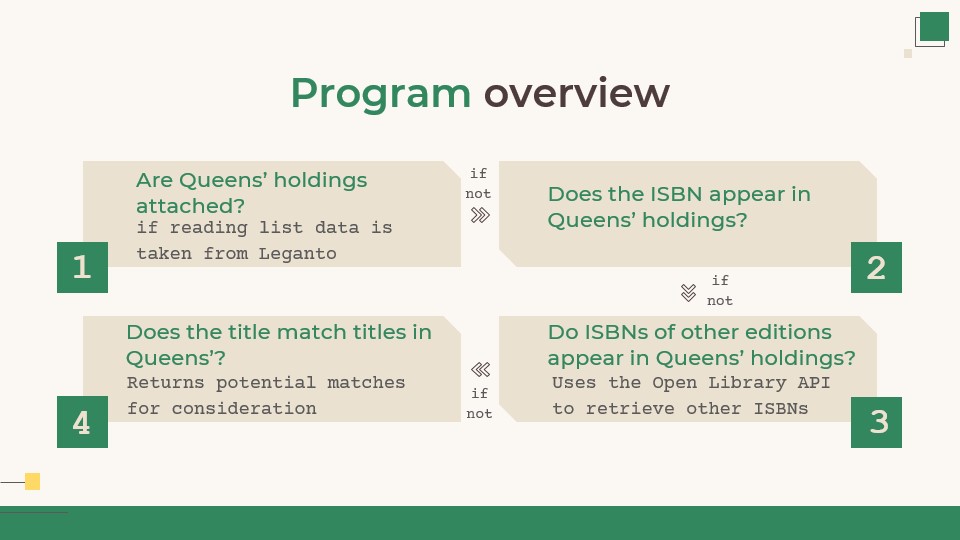 Program overview
Are Queens’ holdings
attached?
if reading list data is
taken from Leganto
1
if
not
Does the ISBN appear in
Queens’ holdings?
2
if
not
Do ISBNs of other editions
appear in Queens’ holdings?
Uses the Open Library API
to retrieve other ISBNs
3
if
not
Does the title match titles in
Queens’?
Returns potential matches
for consideration
4